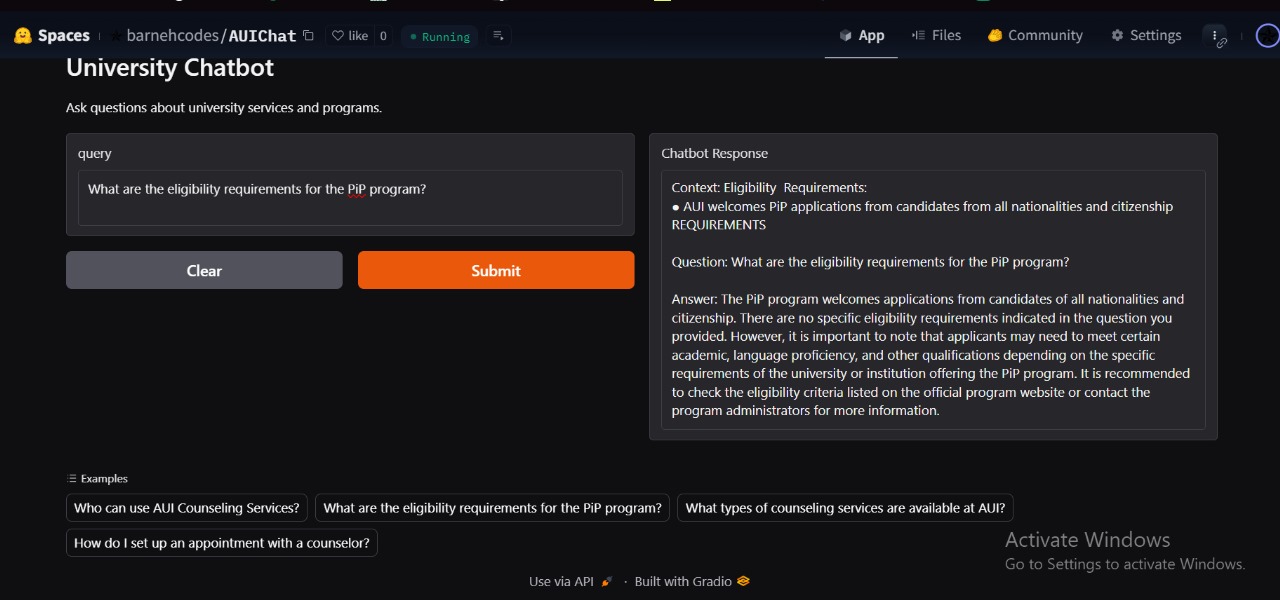 Spaces
barnehcodes/AUIChat
like 0
Running
App
Files
Community
Settings
University Chatbot
Ask questions about university services and programs.
query
What are the eligibility requirements for the PiP program?
Clear
Submit
Chatbot Response
Context: Eligibility  Requirements:
● AUI welcomes PiP applications from candidates from all nationalities and citizenship
REQUIREMENTS
Question: What are the eligibility requirements for the PiP program?
Answer: The PiP program welcomes applications from candidates of all nationalities and
citizenship. There are no specific eligibility requirements indicated in the question you
provided. However, it is important to note that applicants may need to meet certain
academic, language proficiency, and other qualifications depending on the specific
requirements of the university or institution offering the PiP program. It is recommended
to check the eligibility criteria listed on the official program website or contact the
program administrators for more information.
Examples
Who can use AUI Counseling Services?
What are the eligibility requirements for the PiP program?
What types of counseling services are available at AUI?
How do I set up an appointment with a counselor?
Activate Windows
Go to Settings to activate Windows.
Use via API · Built with Gradio